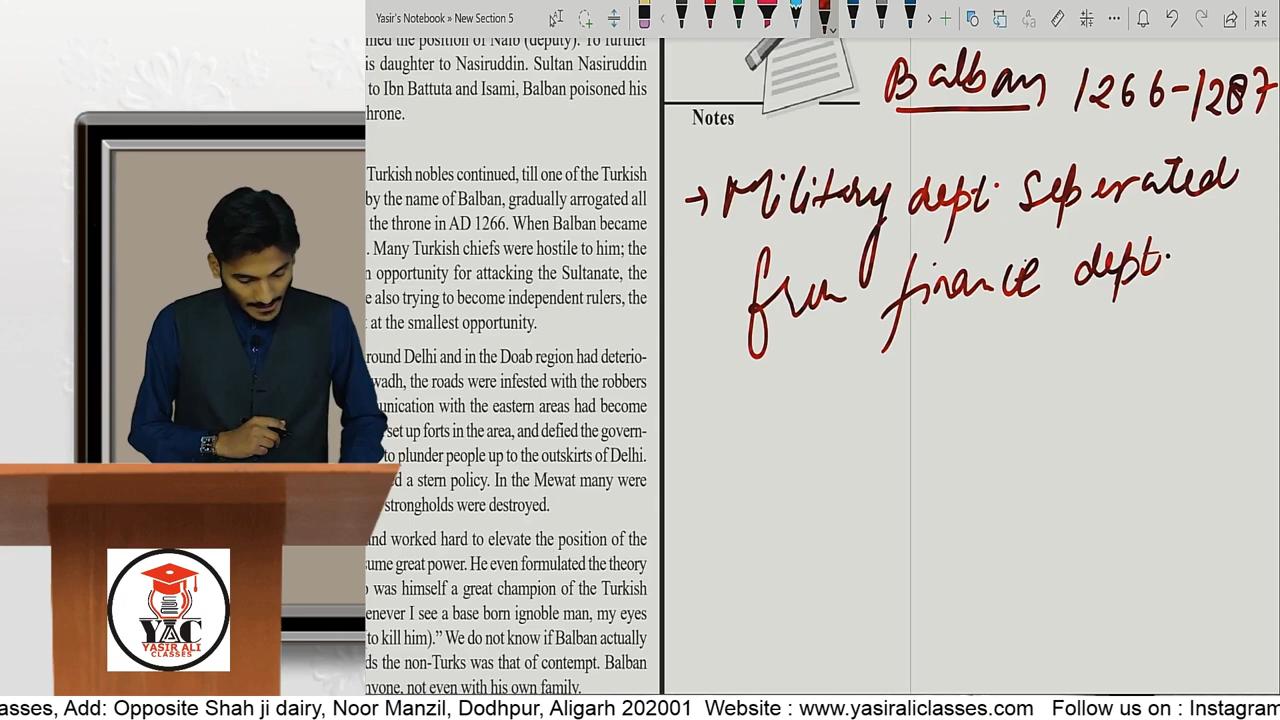 Yasir's Notebook » New Section 5
med the position of Naib (deputy). To further
is daughter to Nasiruddin. Sultan Nasiruddin
to Ibn Battuta and Isami, Balban poisoned his
hrone.
Turkish nobles continued, till one of the Turkish
by the name of Balban, gradually arrogated all
the throne in AD 1266. When Balban became
. Many Turkish chiefs were hostile to him; the
n opportunity for attacking the Sultanate, the
e also trying to become independent rulers, the
at the smallest opportunity.
round Delhi and in the Doab region had deterio-
wadh, the roads were infested with the robbers
unication with the eastern areas had become
set up forts in the area, and defied the govern-
to plunder people up to the outskirts of Delhi.
d a stern policy. In the Mewat many were
strongholds were destroyed.
and worked hard to elevate the position of the
sume great power. He even formulated the theory
o was himself a great champion of the Turkish
enever I see a base born ignoble man, my eyes
to kill him).” We do not know if Balban actually
ds the non-Turks was that of contempt. Balban
nyone, not even with his own family.
Notes
Balban 1266-1287
→ Military dept. seperated
from finance dept.
YAC
YASIR ALI
CLASSES
asses, Add: Opposite Shah ji dairy, Noor Manzil, Dodhpur, Aligarh 202001 Website : www.yasiraliclasses.com Follow us on : Instagram